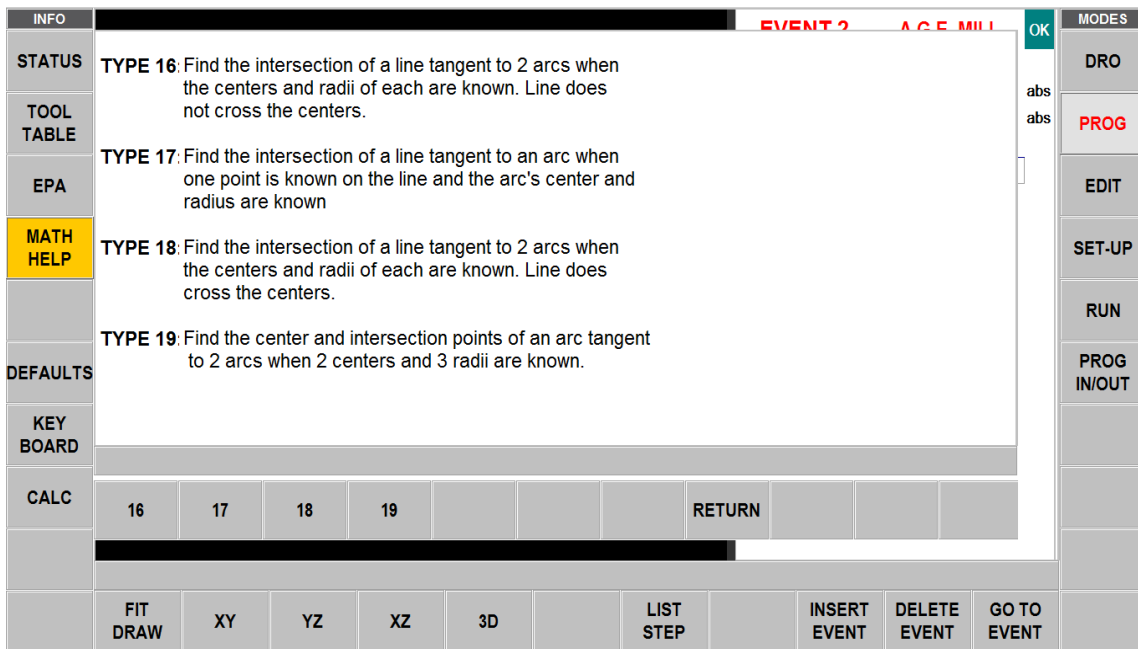 INFO
EVENT 2 A.G.E. MILL
OK
MODES
STATUS
TOOL
TABLE
EPA
MATH
HELP
DEFAULTS
KEY
BOARD
CALC
TYPE 16: Find the intersection of a line tangent to 2 arcs when
the centers and radii of each are known. Line does
not cross the centers.
TYPE 17: Find the intersection of a line tangent to an arc when
one point is known on the line and the arc's center and
radius are known
TYPE 18: Find the intersection of a line tangent to 2 arcs when
the centers and radii of each are known. Line does
cross the centers.
TYPE 19: Find the center and intersection points of an arc tangent
to 2 arcs when 2 centers and 3 radii are known.
abs
abs
DRO
PROG
EDIT
SET-UP
RUN
PROG
IN/OUT
16 17 18 19 RETURN
FIT
DRAW
XY YZ XZ 3D
LIST
STEP
INSERT
EVENT
DELETE
EVENT
GO TO
EVENT